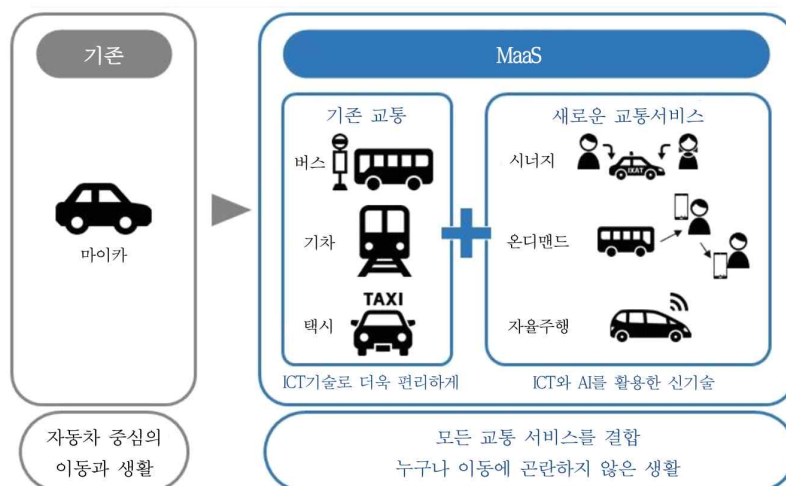 기존
마이카
자동차 중심의
이동과 생활
MaaS
기존 교통
버스
기차
TAXI
택시
ICT기술로 더욱 편리하게
새로운 교통서비스
시너지
IXAT
온디맨드
자율주행
ICT와 AI를 활용한 신기술
모든 교통 서비스를 결합
누구나 이동에 곤란하지 않은 생활